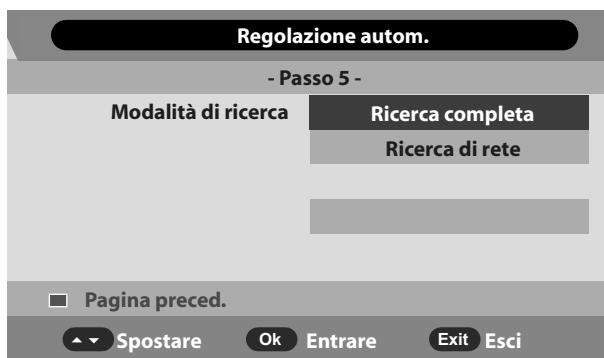 Regolazione autom.
- Passo 5 -
Modalità di ricerca Ricerca completa
Ricerca di rete
Pagina preced.
Spostare Ok Entrare Exit Esci